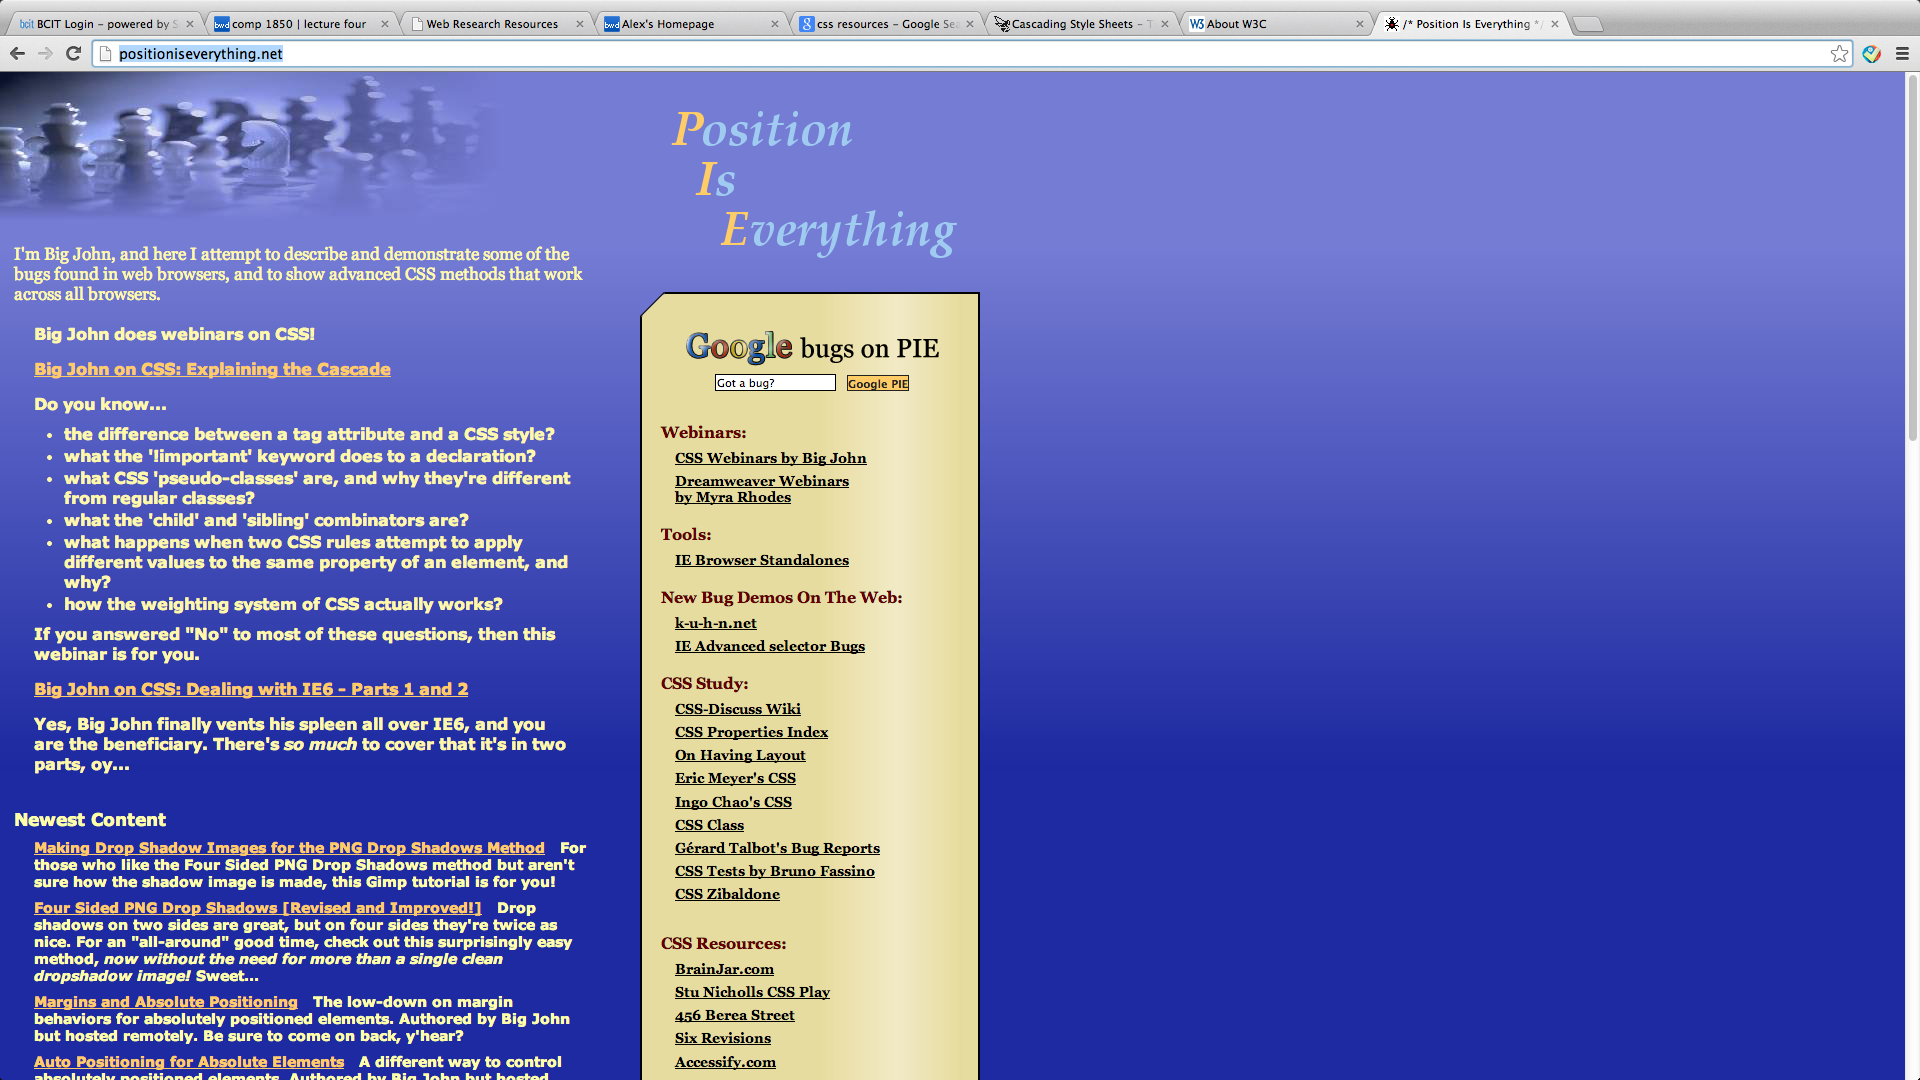 bcit BCIT Login - powered by S
bwd comp 1850 | lecture four
Web Research Resources
bwd Alex's Homepage
g css resources - Google Sea
Cascading Style Sheets - T
W3 About W3C
/* Position Is Everything */
positioniseverything.net
Position
Is
Everything
I'm Big John, and here I attempt to describe and demonstrate some of the
bugs found in web browsers, and to show advanced CSS methods that work
across all browsers.
Big John does webinars on CSS!
Big John on CSS: Explaining the Cascade
Do you know...
• the difference between a tag attribute and a CSS style?
• what the '!important' keyword does to a declaration?
• what CSS 'pseudo-classes' are, and why they're different
from regular classes?
• what the 'child' and 'sibling' combinators are?
• what happens when two CSS rules attempt to apply
different values to the same property of an element, and
why?
• how the weighting system of CSS actually works?
If you answered "No" to most of these questions, then this
webinar is for you.
Big John on CSS: Dealing with IE6 - Parts 1 and 2
Yes, Big John finally vents his spleen all over IE6, and you
are the beneficiary. There's so much to cover that it's in two
parts, oy...
Newest Content
Making Drop Shadow Images for the PNG Drop Shadows Method For
those who like the Four Sided PNG Drop Shadows method but aren't
sure how the shadow image is made, this Gimp tutorial is for you!
Four Sided PNG Drop Shadows [Revised and Improved!] Drop
shadows on two sides are great, but on four sides they're twice as
nice. For an "all-around" good time, check out this surprisingly easy
method, now without the need for more than a single clean
dropshadow image! Sweet...
Margins and Absolute Positioning The low-down on margin
behaviors for absolutely positioned elements. Authored by Big John
but hosted remotely. Be sure to come on back, y'hear?
Auto Positioning for Absolute Elements A different way to control
absolutely positioned elements. Authored by Big John but hosted
Google bugs on PIE
Got a bug?
Google PIE
Webinars:
CSS Webinars by Big John
Dreamweaver Webinars
by Myra Rhodes
Tools:
IE Browser Standalones
New Bug Demos On The Web:
k-u-h-n.net
IE Advanced selector Bugs
CSS Study:
CSS-Discuss Wiki
CSS Properties Index
On Having Layout
Eric Meyer's CSS
Ingo Chao's CSS
CSS Class
Gérard Talbot's Bug Reports
CSS Tests by Bruno Fassino
CSS Zibaldone
CSS Resources:
BrainJar.com
Stu Nicholls CSS Play
456 Berea Street
Six Revisions
Accessify.com